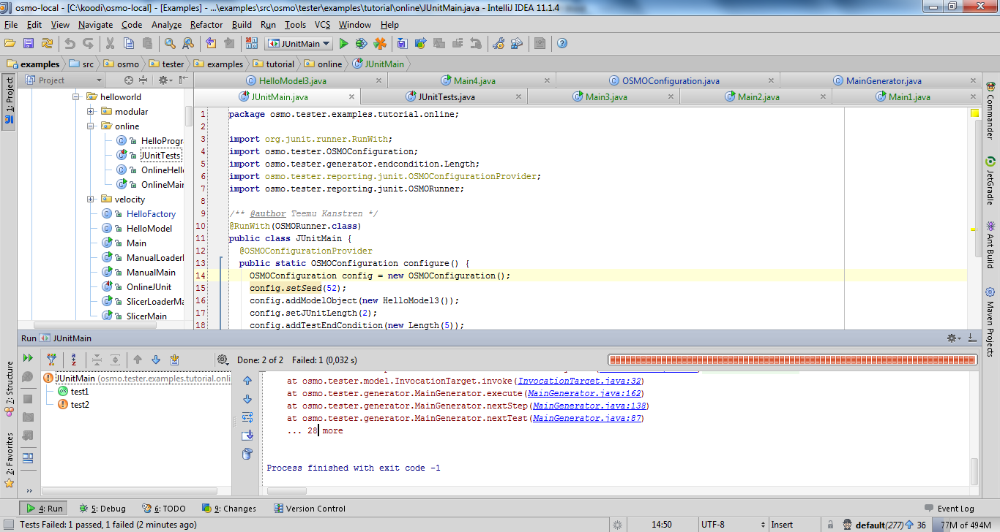 osmo-local - [C:\koodi\osmo-local] - [Examples] - ...\examples\src\osmo\tester\examples\tutorial\online\JUnitMain.java - IntelliJ IDEA 11.1.4
File Edit View Navigate Code Analyze Refactor Build Run Tools VCS Window Help
JUnitMain
examples src osmo tester examples tutorial online JUnitMain
1: Project
7: Structure
2: Favorites
Project
helloworld
modular
online
HelloProgr
JUnitTests
OnlineHello
OnlineMain
velocity
HelloFactory
HelloModel
Main
ManualLoaderl
ManualMain
OnlineJUnit
SlicerLoaderMa
SlicerMain
HelloModel3.java Main4.java OSMOConfiguration.java MainGenerator.java
JUnitMain.java JUnitTests.java Main3.java Main2.java Main1.java
1 package osmo.tester.examples.tutorial.online;
2
3 import org.junit.runner.RunWith;
4 import osmo.tester.OSMOConfiguration;
5 import osmo.tester.generator.endcondition.Length;
6 import osmo.tester.reporting.junit.OSMOConfigurationProvider;
7 import osmo.tester.reporting.junit.OSMORunner;
8
9 /** @author Teemu Kanstren */
10 @RunWith(OSMORunner.class)
11 public class JUnitMain {
12 @OSMOConfigurationProvider
13 public static OSMOConfiguration configure() {
14 OSMOConfiguration config = new OSMOConfiguration();
15 config.setSeed(52);
16 config.addModelObject(new HelloModel3());
17 config.setJUnitLength(2);
18 config.addTestEndCondition(new Length(5));
Commander
JetGradle
Ant Build
Maven Projects
Run JUnitMain
Done: 2 of 2 Failed: 1 (0,032 s)
JUnitMain (osmo.tester.examples.tutorial.onli
test1
test2
at osmo.tester.model.InvocationTarget.invoke(InvocationTarget.java:32)
at osmo.tester.generator.MainGenerator.execute(MainGenerator.java:162)
at osmo.tester.generator.MainGenerator.nextStep(MainGenerator.java:138)
at osmo.tester.generator.MainGenerator.nextTest(MainGenerator.java:87)
... 28 more
Process finished with exit code -1
4: Run 5: Debug 6: TODO 9: Changes Version Control Event Log
Tests Failed: 1 passed, 1 failed (2 minutes ago) 14:50 UTF-8 Insert default(277) 36 77M of 494M